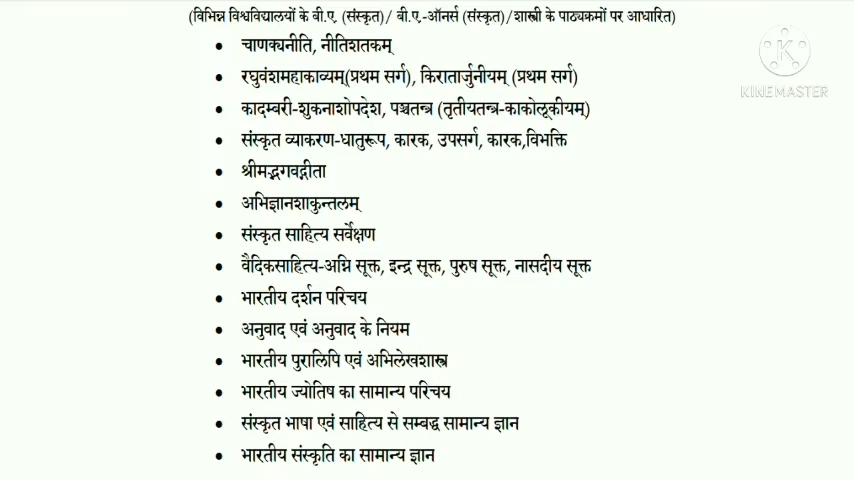 (विभिन्न विश्वविद्यालयों के बी.ए. (संस्कृत)/ बी.ए.-ऑनर्स (संस्कृत)/शास्त्री के पाठ्यक्रमों पर आधारित)
• चाणक्यनीति, नीतिशतकम्
• रघुवंशमहाकाव्यम्(प्रथम सर्ग), किरातार्जुनीयम् (प्रथम सर्ग)
• कादम्बरी-शुकनाशोपदेश, पञ्चतन्त्र (तृतीयतन्त्र-काकोलूकीयम्)
• संस्कृत व्याकरण-धातुरूप, कारक, उपसर्ग, कारक,विभक्ति
• श्रीमद्भगवद्गीता
• अभिज्ञानशाकुन्तलम्
• संस्कृत साहित्य सर्वेक्षण
• वैदिकसाहित्य-अग्नि सूक्त, इन्द्र सूक्त, पुरुष सूक्त, नासदीय सूक्त
• भारतीय दर्शन परिचय
• अनुवाद एवं अनुवाद के नियम
• भारतीय पुरालिपि एवं अभिलेखशास्त्र
• भारतीय ज्योतिष का सामान्य परिचय
• संस्कृत भाषा एवं साहित्य से सम्बद्ध सामान्य ज्ञान
• भारतीय संस्कृति का सामान्य ज्ञान
K
KINEMASTER